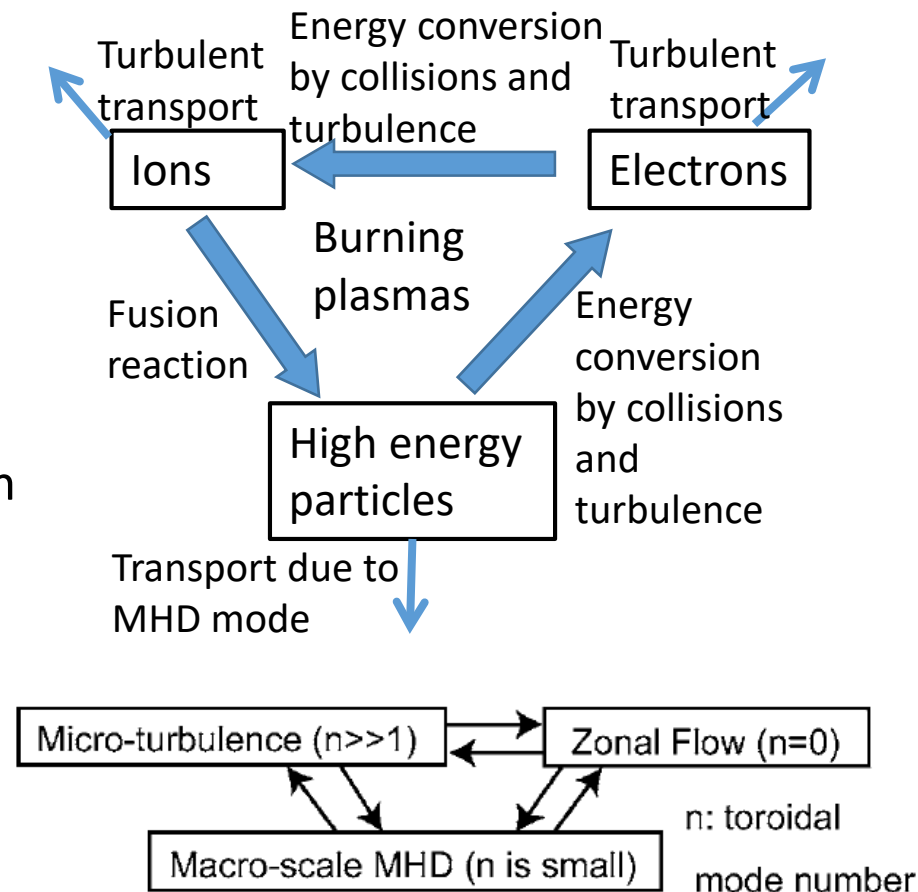 Turbulent
transport
Energy conversion
by collisions and
turbulence
Turbulent
transport
Ions
Electrons
Burning
plasmas
Fusion
reaction
Energy
conversion
by collisions
and
turbulence
High energy
particles
n
Transport due to
MHD mode
Micro-turbulence (n>>1)
Zonal Flow (n=0)
Macro-scale MHD (n is small)
n: toroidal
mode number